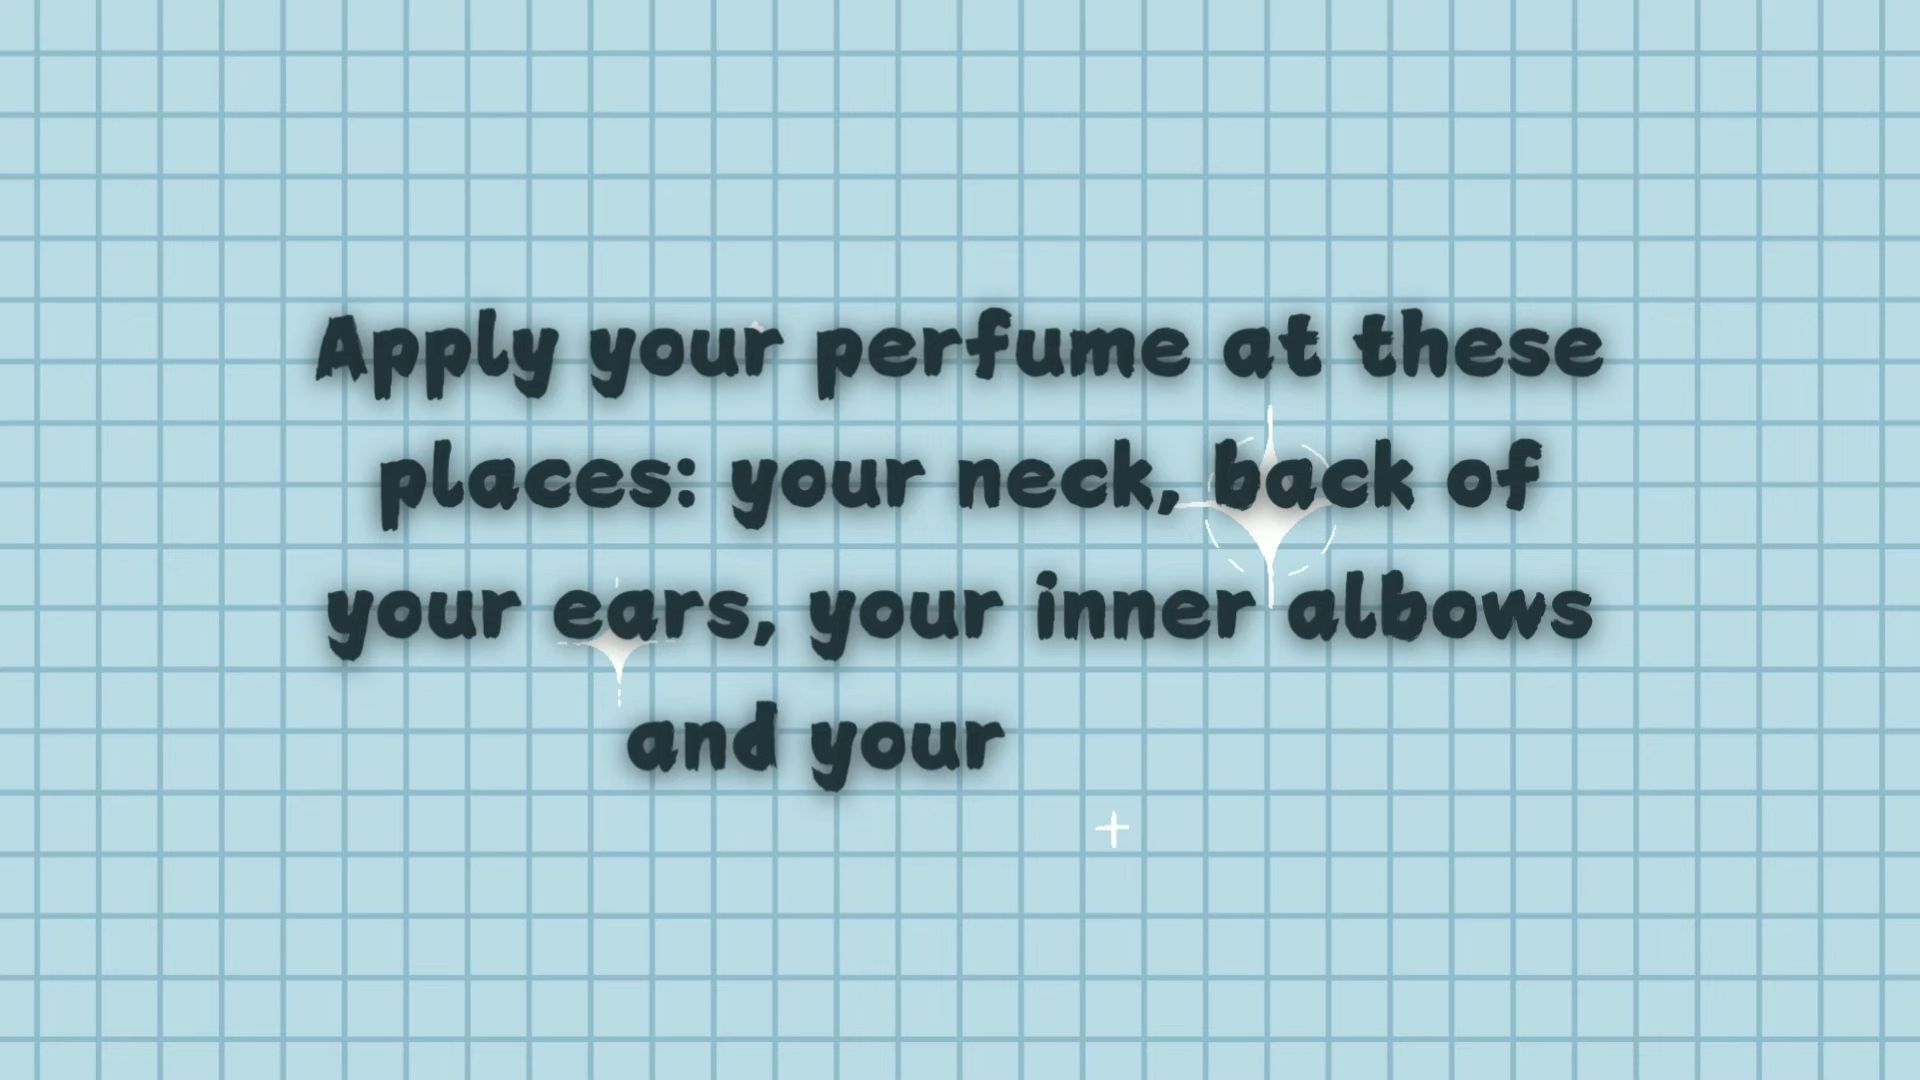 Apply your perfume at these
places: your neck, back of
your ears, your inner albows
and your